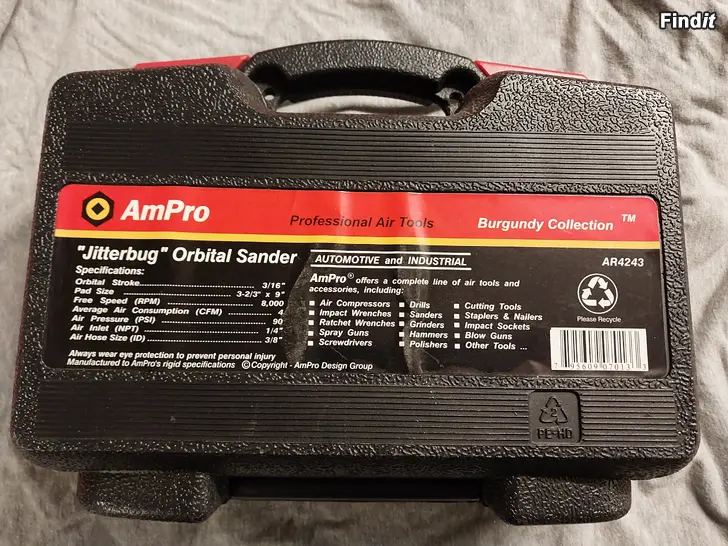 Findit
AmPro
Professional Air Tools
Burgundy Collection ™
"Jitterbug" Orbital Sander
AUTOMOTIVE and INDUSTRIAL
AR4243
Specifications:
Orbital Stroke 3/16"
Pad Size 3-2/3" x 9"
Free Speed (RPM) 8,000
Average Air Consumption (CFM) 4
Air Pressure (PSI) 90
Air Inlet (NPT) 1/4"
Air Hose Size (ID) 3/8"
Always wear eye protection to prevent personal injury
Manufactured to AmPro's rigid specifications ©Copyright - AmPro Design Group
AmPro® offers a complete line of air tools and
accessories, including:
▪ Air Compressors ▪ Drills ▪ Cutting Tools
▪ Impact Wrenches ▪ Sanders ▪ Staplers & Nailers
▪ Ratchet Wrenches ▪ Grinders ▪ Impact Sockets
▪ Spray Guns ▪ Hammers ▪ Blow Guns
▪ Screwdrivers ▪ Polishers ▪ Other Tools ...
Please Recycle
95609 07013
2
PE-HD